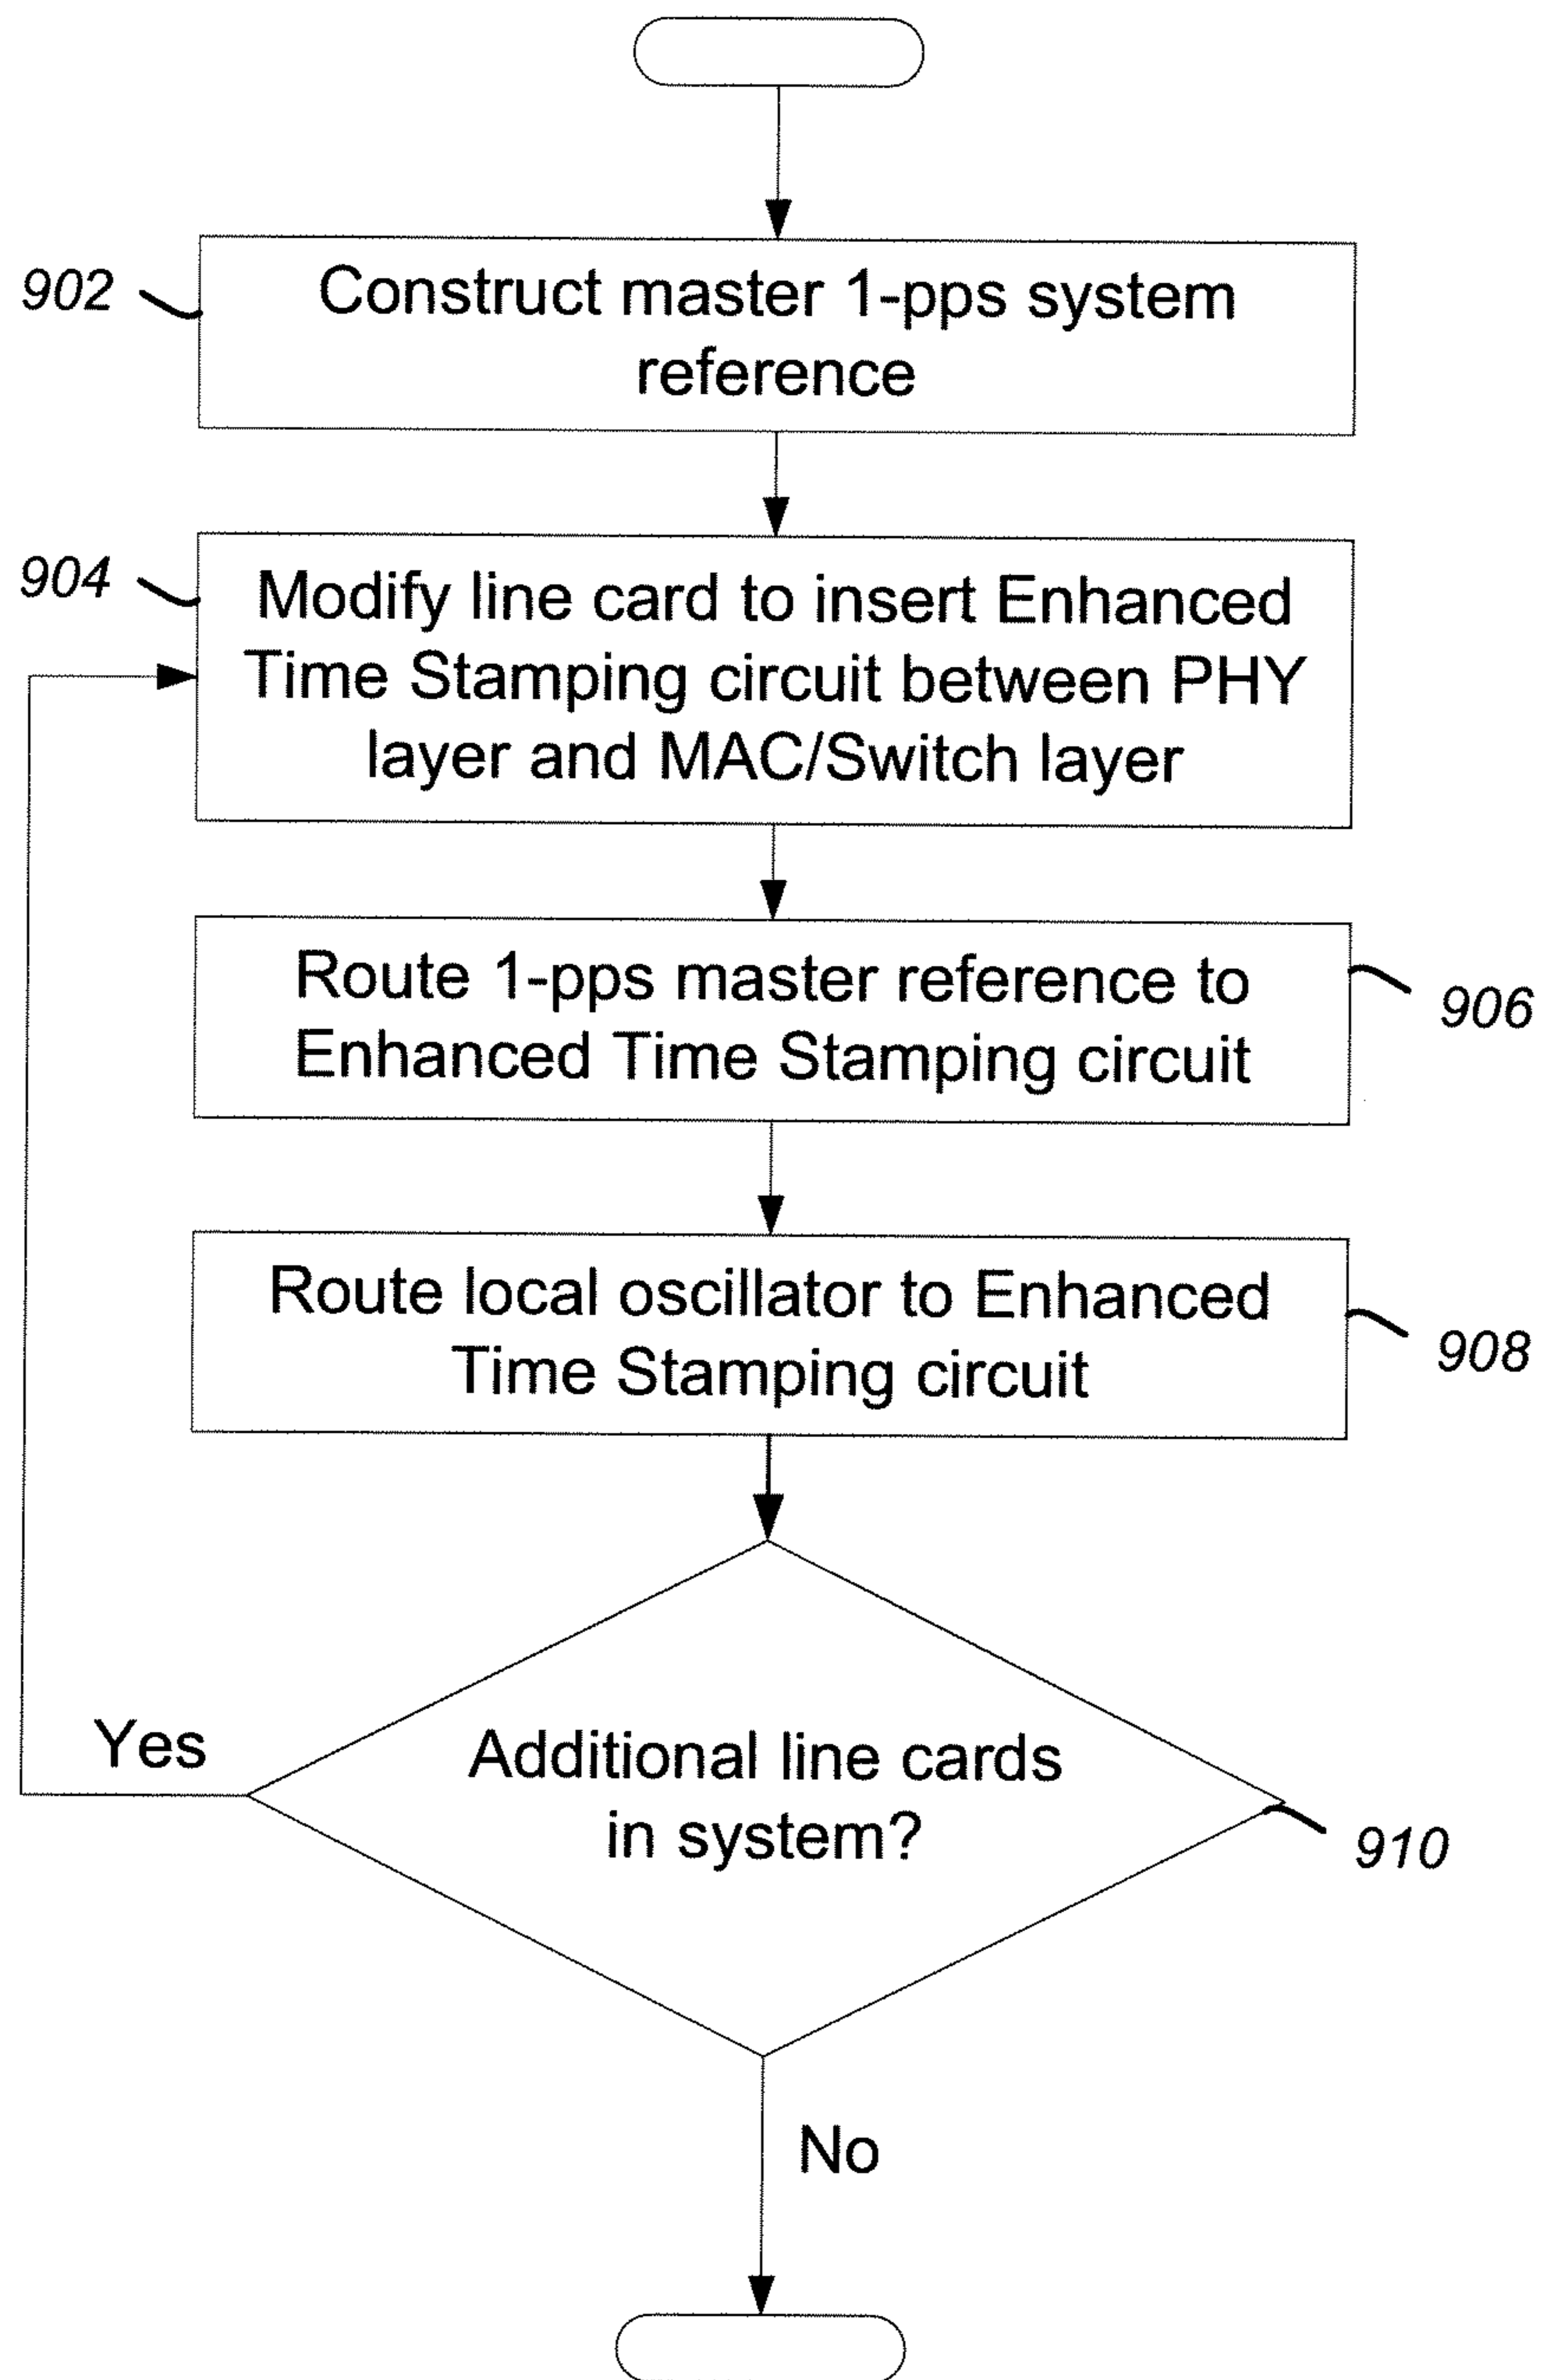 902
Construct master 1-pps system
reference
904
Modify line card to insert Enhanced
Time Stamping circuit between PHY
layer and MAC/Switch layer
Route 1-pps master reference to
Enhanced Time Stamping circuit
906
Route local oscillator to Enhanced
Time Stamping circuit
908
Yes
Additional line cards
in system?
910
No